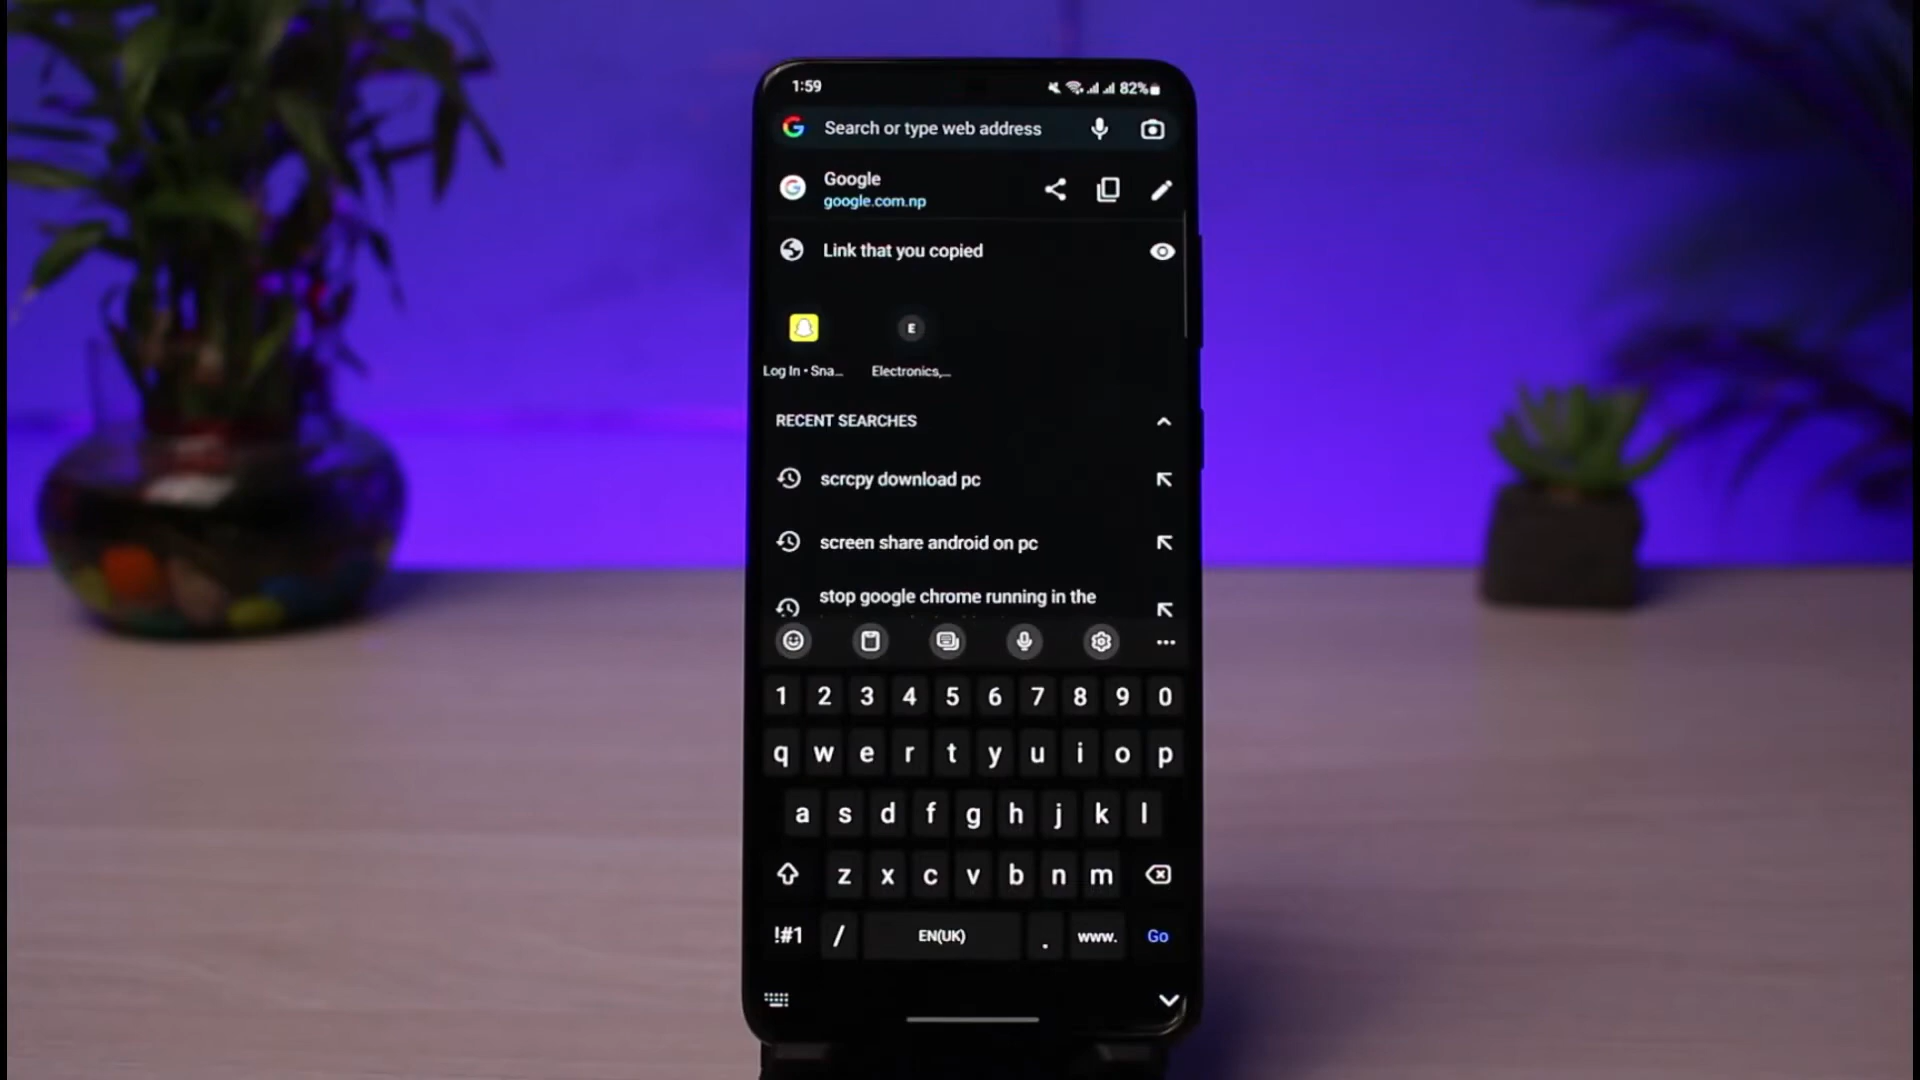 1:59
82%
Search or type web address
Google
google.com.np
Link that you copied
E
Log In • Sna...
Electronics,...
RECENT SEARCHES
scrcpy download pc
screen share android on pc
stop google chrome running in the
1 2 3 4 5 6 7 8 9 0
q w e r t y u i o p
a s d f g h j k l
z x c v b n m
!#1 / EN(UK) . www. Go